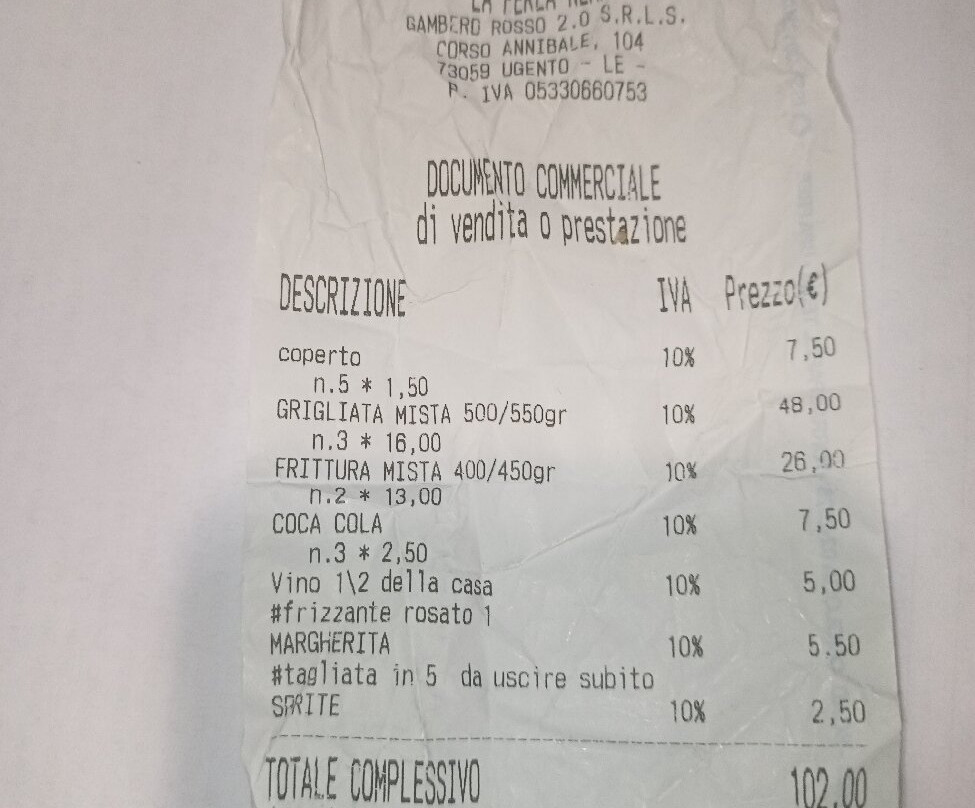 LA PERLA
GAMBERO ROSSO 2.0 S.R.L.S.
CORSO ANNIBALE, 104
73059 UGENTO - LE -
P. IVA 05330660753
DOCUMENTO COMMERCIALE
di vendita o prestazione
DESCRIZIONE IVA Prezzo(€)
coperto 10% 7,50
n.5 * 1,50
GRIGLIATA MISTA 500/550gr 10% 48,00
n.3 * 16,00
FRITTURA MISTA 400/450gr 10% 26,00
n.2 * 13,00
COCA COLA 10% 7,50
n.3 * 2,50
Vino 1\2 della casa 10% 5,00
#frizzante rosato 1
MARGHERITA 10% 5.50
#tagliata in 5 da uscire subito
SPRITE 10% 2,50
TOTALE COMPLESSIVO 102,00